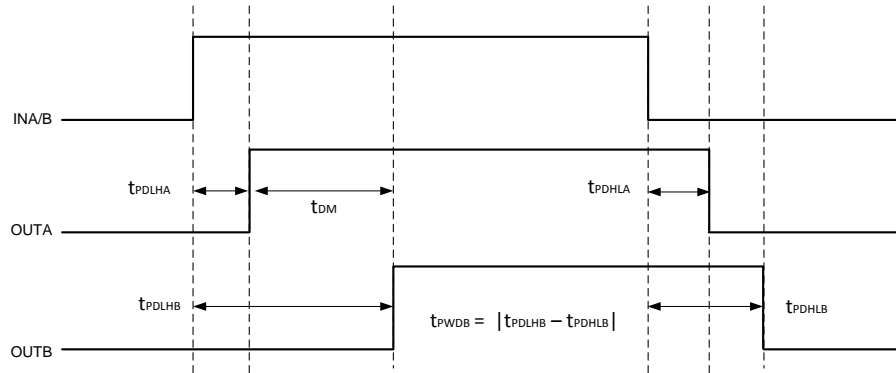 INA/B
tPDLHA
tDM
tPDHLA
OUTA
tPDLHB
tPWDB = |tPDLHB – tPDHLB|
tPDHLB
OUTB